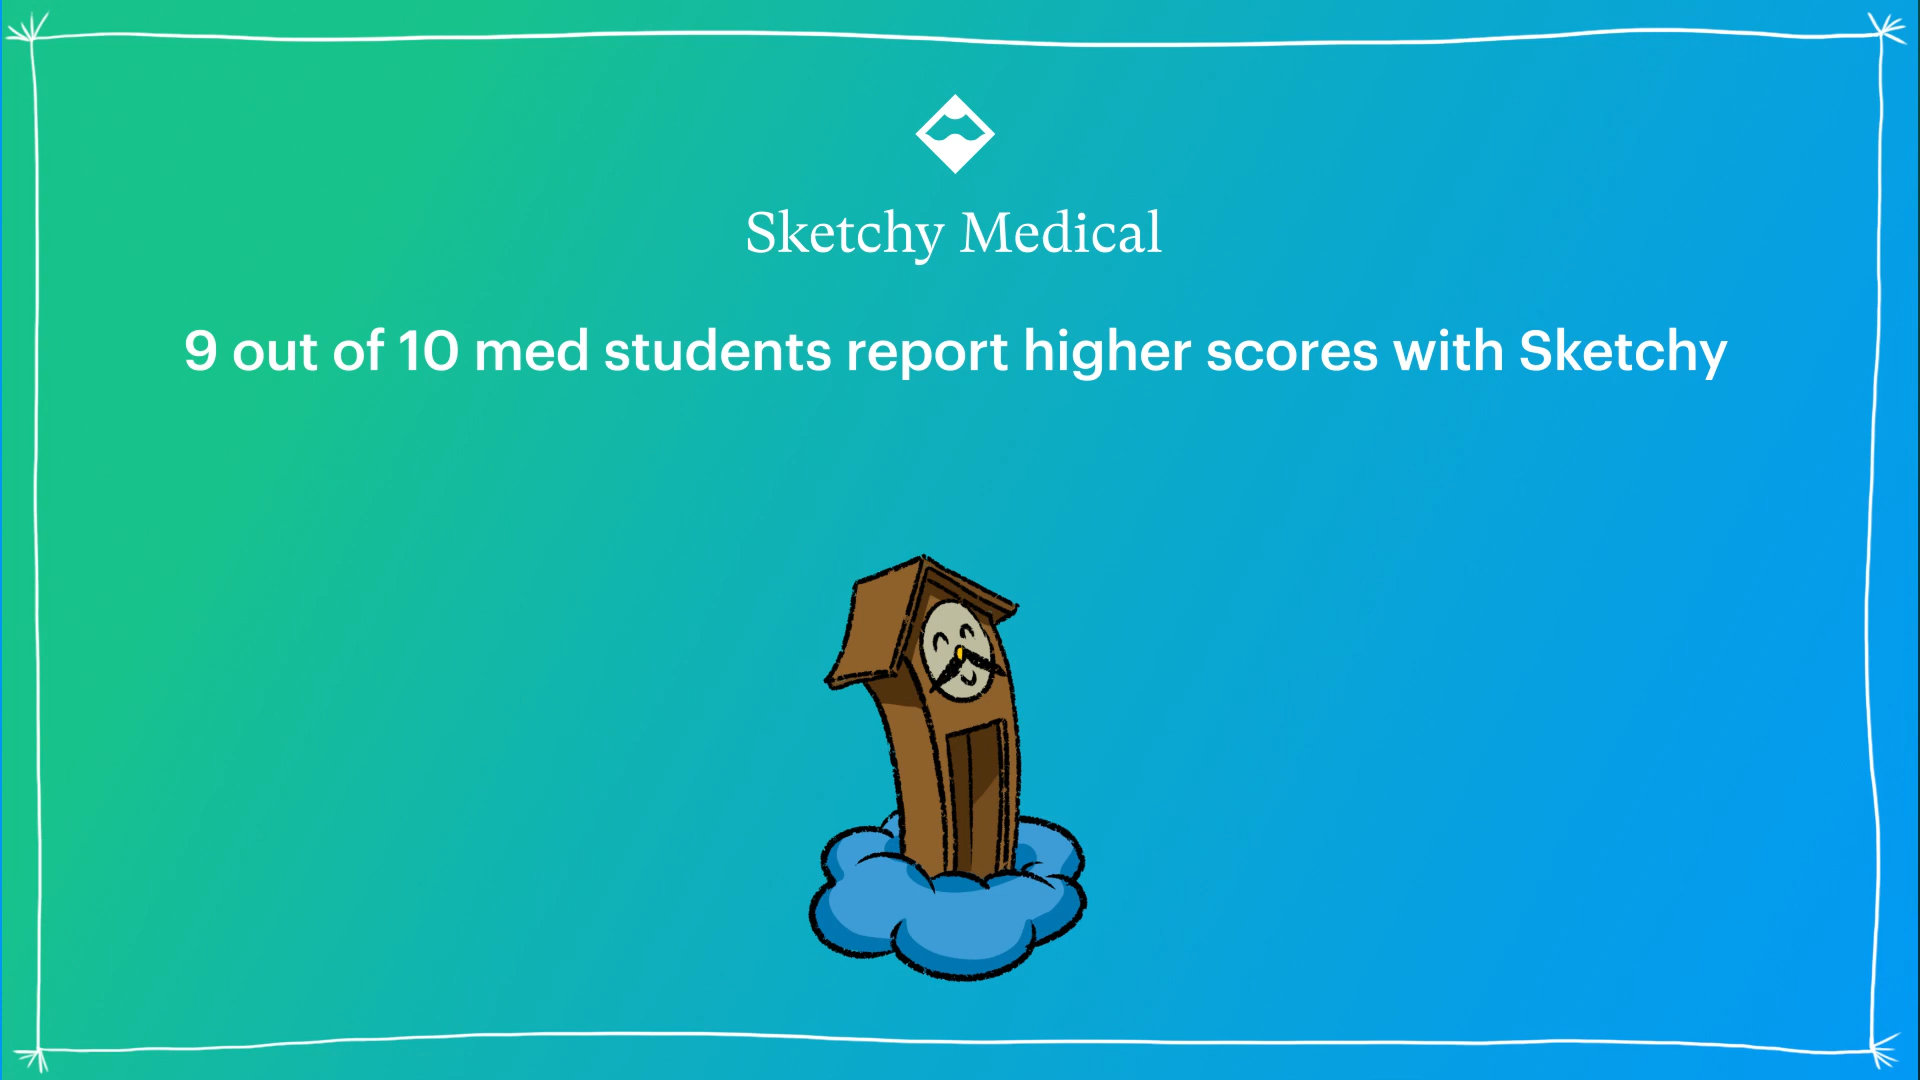 Sketchy Medical
9 out of 10 med students report higher scores with Sketchy